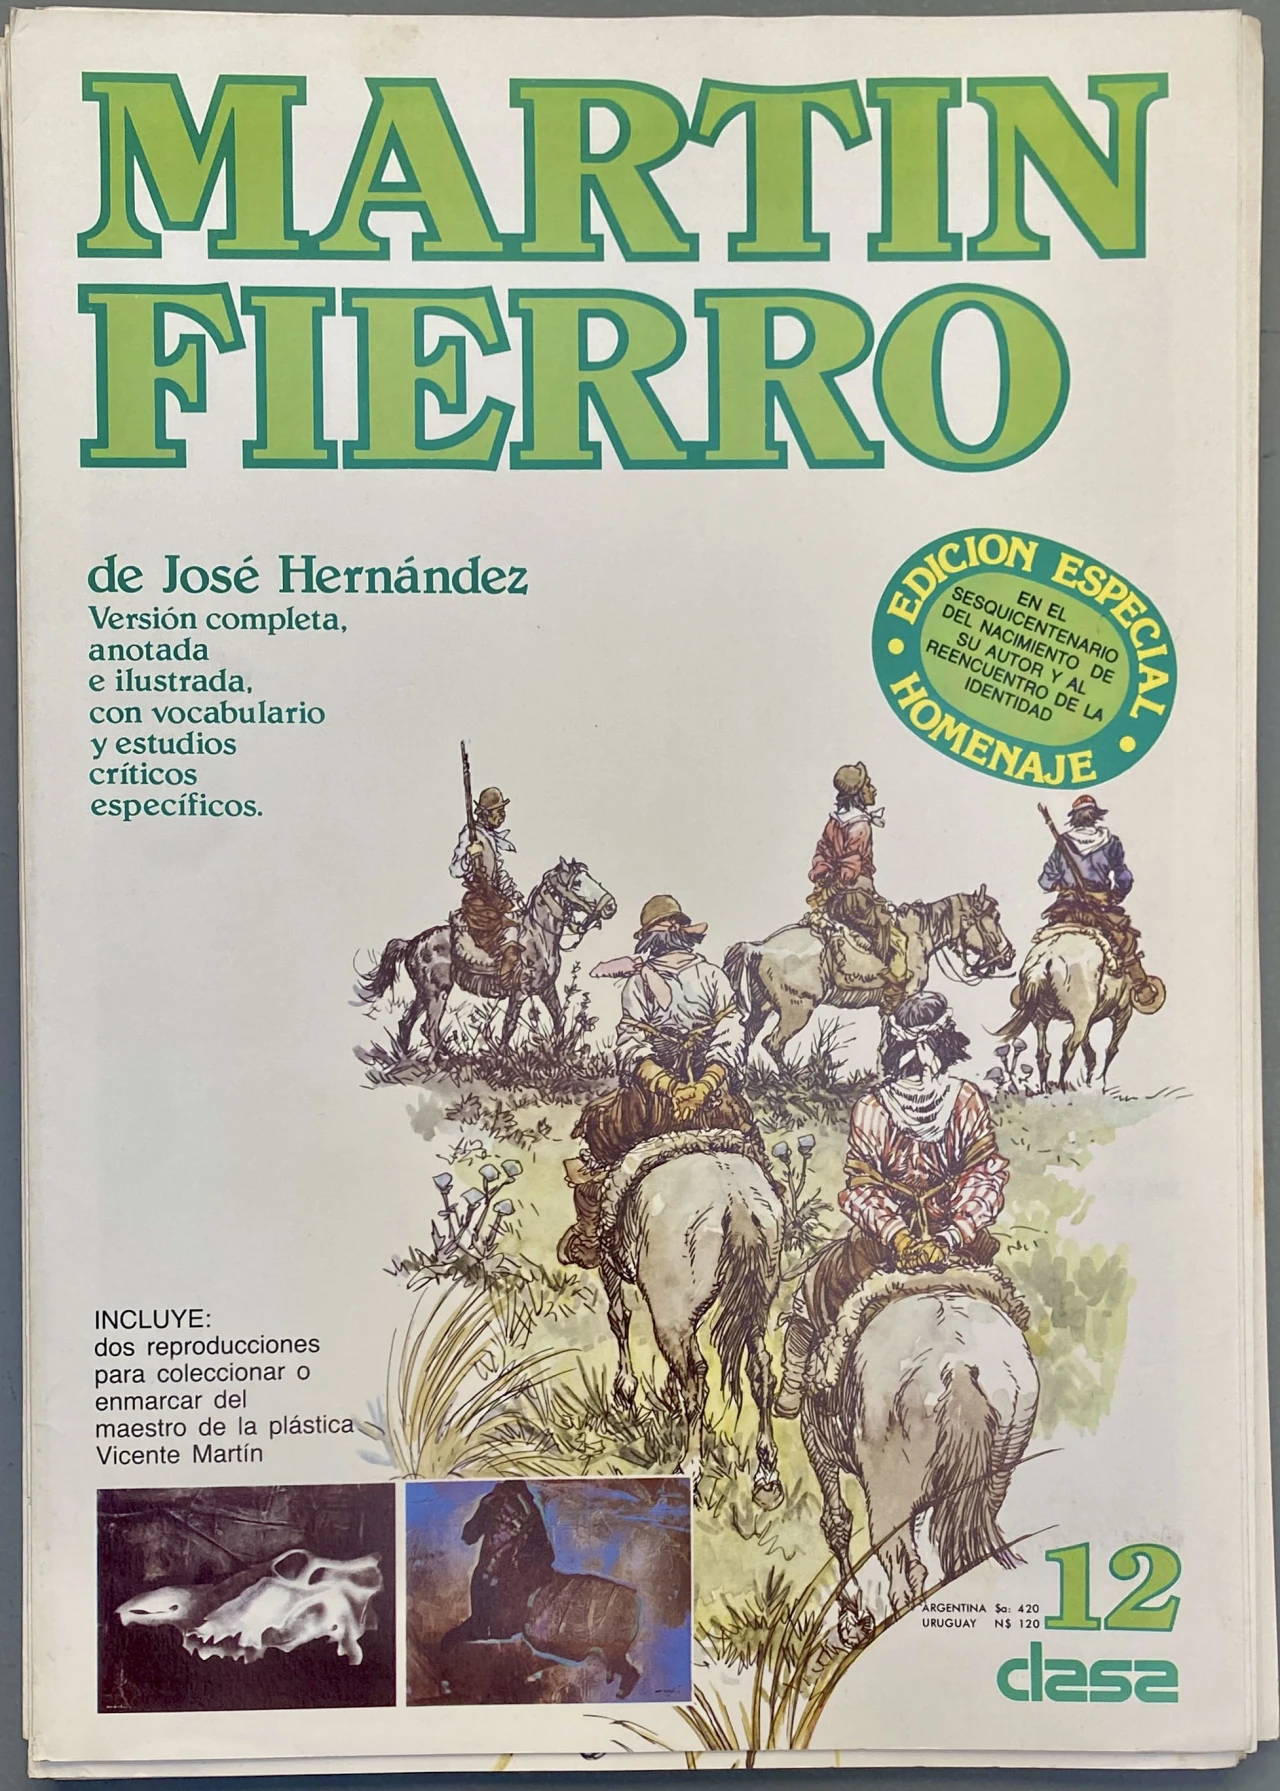 MARTIN
FIERRO
de José Hernández
Versión completa,
anotada
e ilustrada,
con vocabulario
y estudios
críticos
específicos.
EDICION ESPECIAL
EN EL
SESQUICENTENARIO
DEL NACIMIENTO DE
SU AUTOR Y AL
REENCUENTRO DE LA
IDENTIDAD
HOMENAJE
INCLUYE:
dos reproducciones
para coleccionar o
enmarcar del
maestro de la plástica
Vicente Martín
12
ARGENTINA $a: 420
URUGUAY N$ 120
clasa